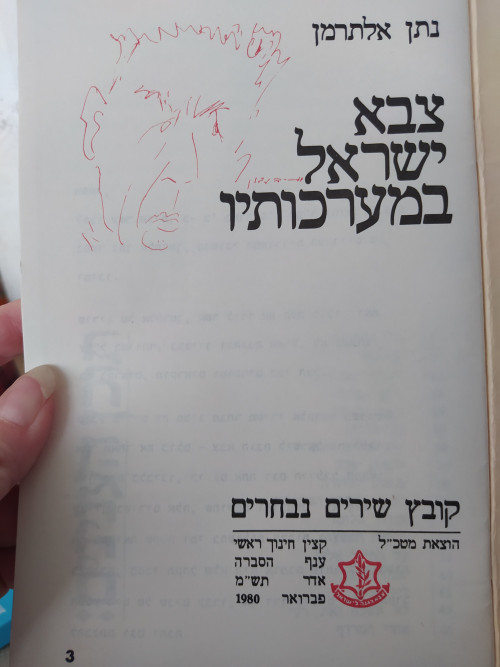 נתן אלתרמן
צבא
ישראל
במערכותיו
קובץ שירים נבחרים
הוצאת מטכ"ל
קצין חינוך ראשי
ענף הסברה
אדר תש"מ
פברואר 1980
3